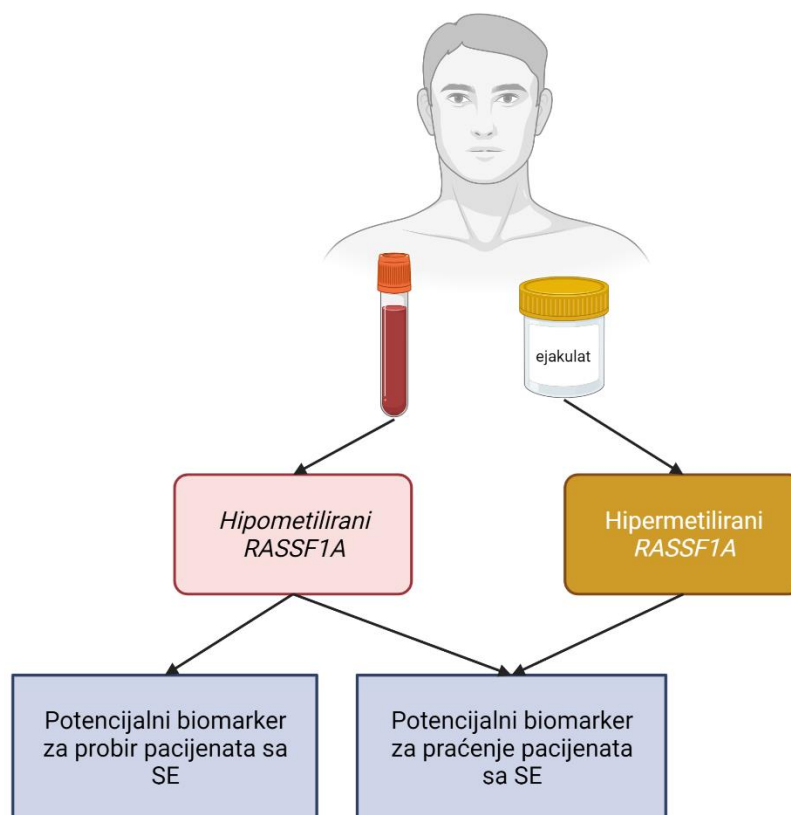 ejakulat
Hipometilirani
RASSF1A
Hipermetilirani
RASSF1A
Potencijalni biomarker
za probir pacijenata sa
SE
Potencijalni biomarker
za praćenje pacijenata
sa SE